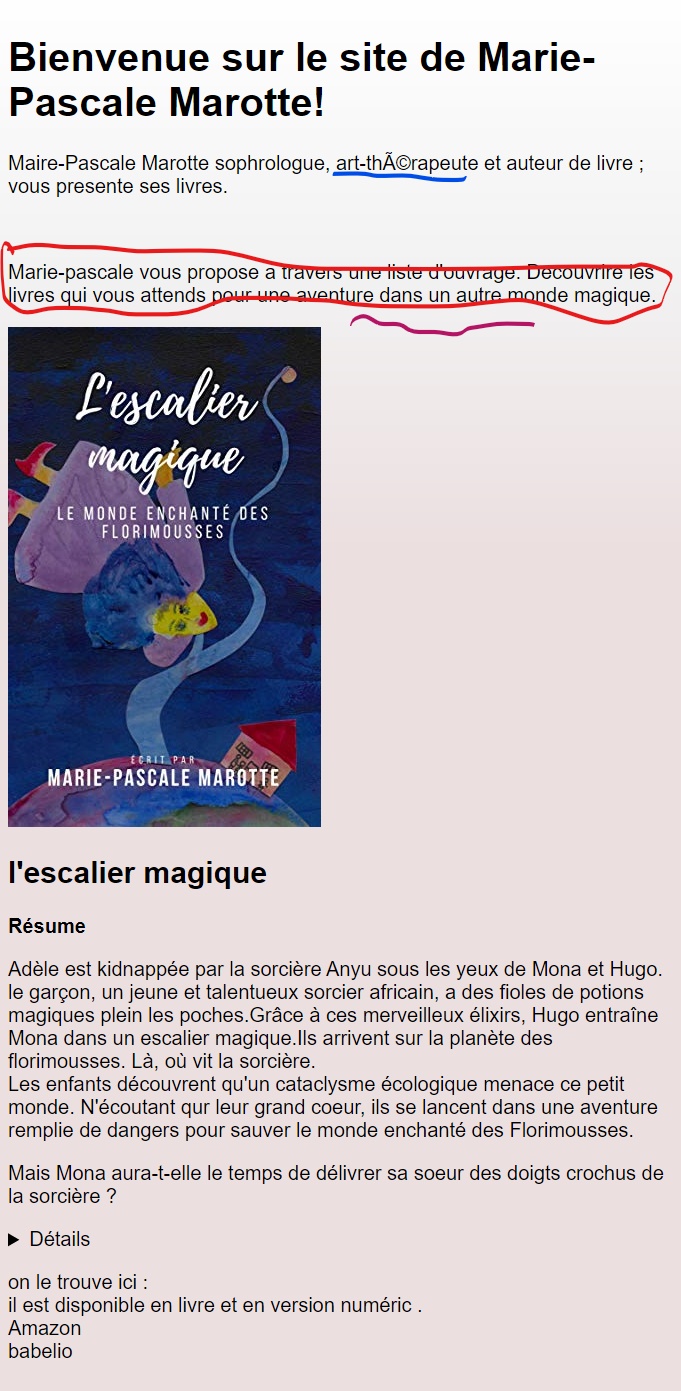 Bienvenue sur le site de Marie-
Pascale Marotte!
Maire-Pascale Marotte sophrologue, art-thÃ©rapeute et auteur de livre ;
vous presente ses livres.
Marie-pascale vous propose a travers une liste d'ouvrage. Decouvrire les
livres qui vous attends pour une aventure dans un autre monde magique.
L'escalier
magique
LE MONDE ENCHANTÉ DES
FLORIMOUSSES
ÉCRIT PAR
MARIE-PASCALE MAROTTE
l'escalier magique
Résume
Adèle est kidnappée par la sorcière Anyu sous les yeux de Mona et Hugo.
le garçon, un jeune et talentueux sorcier africain, a des fioles de potions
magiques plein les poches.Grâce à ces merveilleux élixirs, Hugo entraîne
Mona dans un escalier magique.Ils arrivent sur la planète des
florimousses. Là, où vit la sorcière.
Les enfants découvrent qu'un cataclysme écologique menace ce petit
monde. N'écoutant qur leur grand coeur, ils se lancent dans une aventure
remplie de dangers pour sauver le monde enchanté des Florimousses.
Mais Mona aura-t-elle le temps de délivrer sa soeur des doigts crochus de
la sorcière ?
Détails
on le trouve ici :
il est disponible en livre et en version numéric .
Amazon
babelio